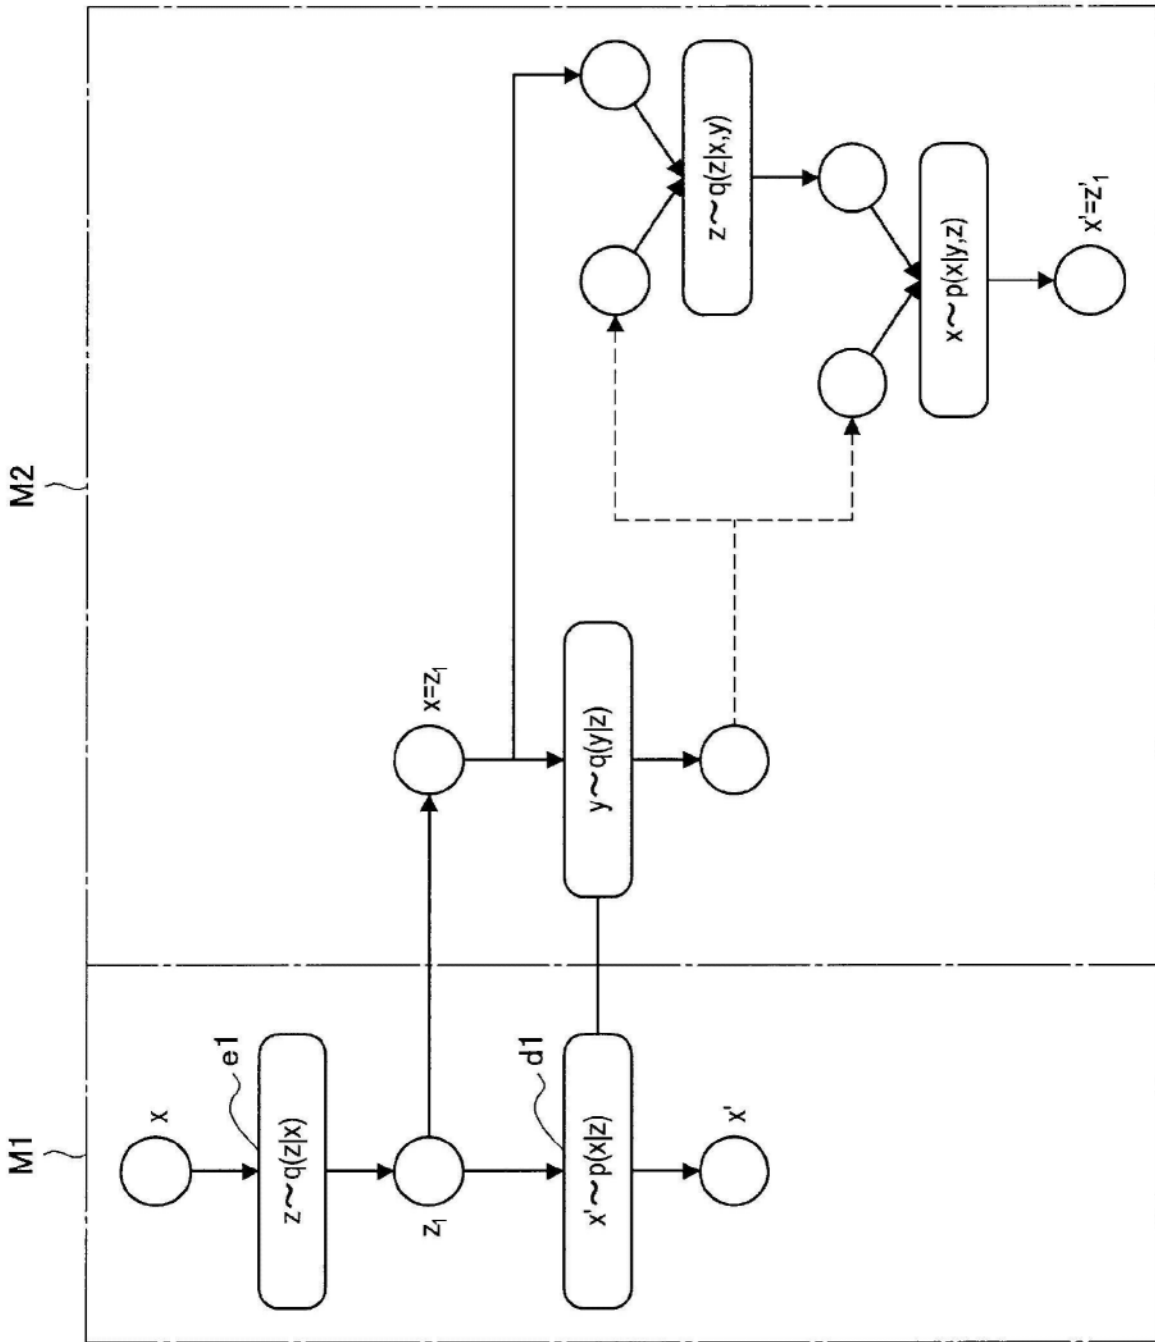 M1
M2
x
e1
z～q(z|x)
z₁
d1
x'～p(x|z)
x'
x=z₁
y～q(y|z)
z～q(z|x,y)
x～p(x|y,z)
x'=z'₁